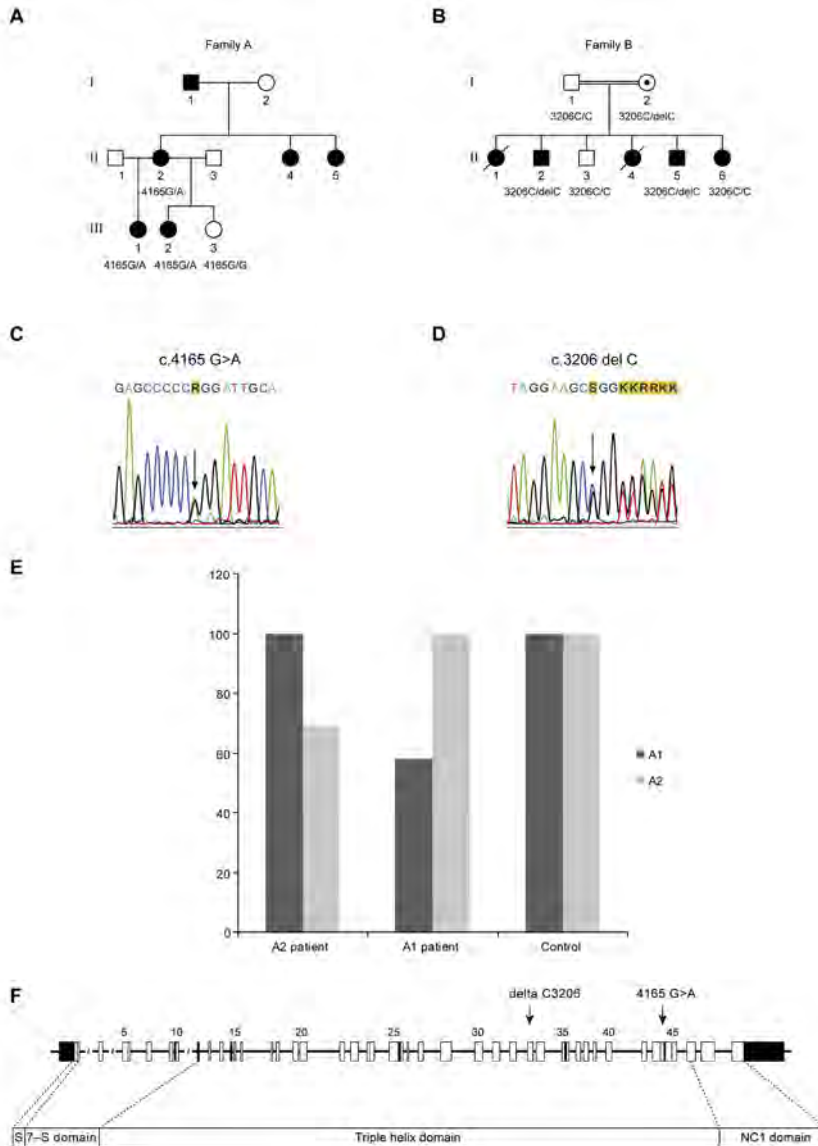 A
Family A
I
1
2
II
1
2
3
4
5
4165G/A
III
1
2
3
4165G/A 4165G/A 4165G/G
B
Family B
I
1
2
3206C/C 3206C/delC
II
1
2
3
4
5
6
3206C/delC 3206C/C 3206C/delC 3206C/C
C
c.4165 G>A
GAGCCCCCRGGATTGCA
D
c.3206 del C
TAGGAAGCSGGKKRRKK
E
120
100
80
60
40
20
0
A2 patient
A1 patient
Control
A1
A2
F
delta C3206
4165 G>A
5 10 15 20 25 30 35 40 45
S
7–S domain
Triple helix domain
NC1 domain